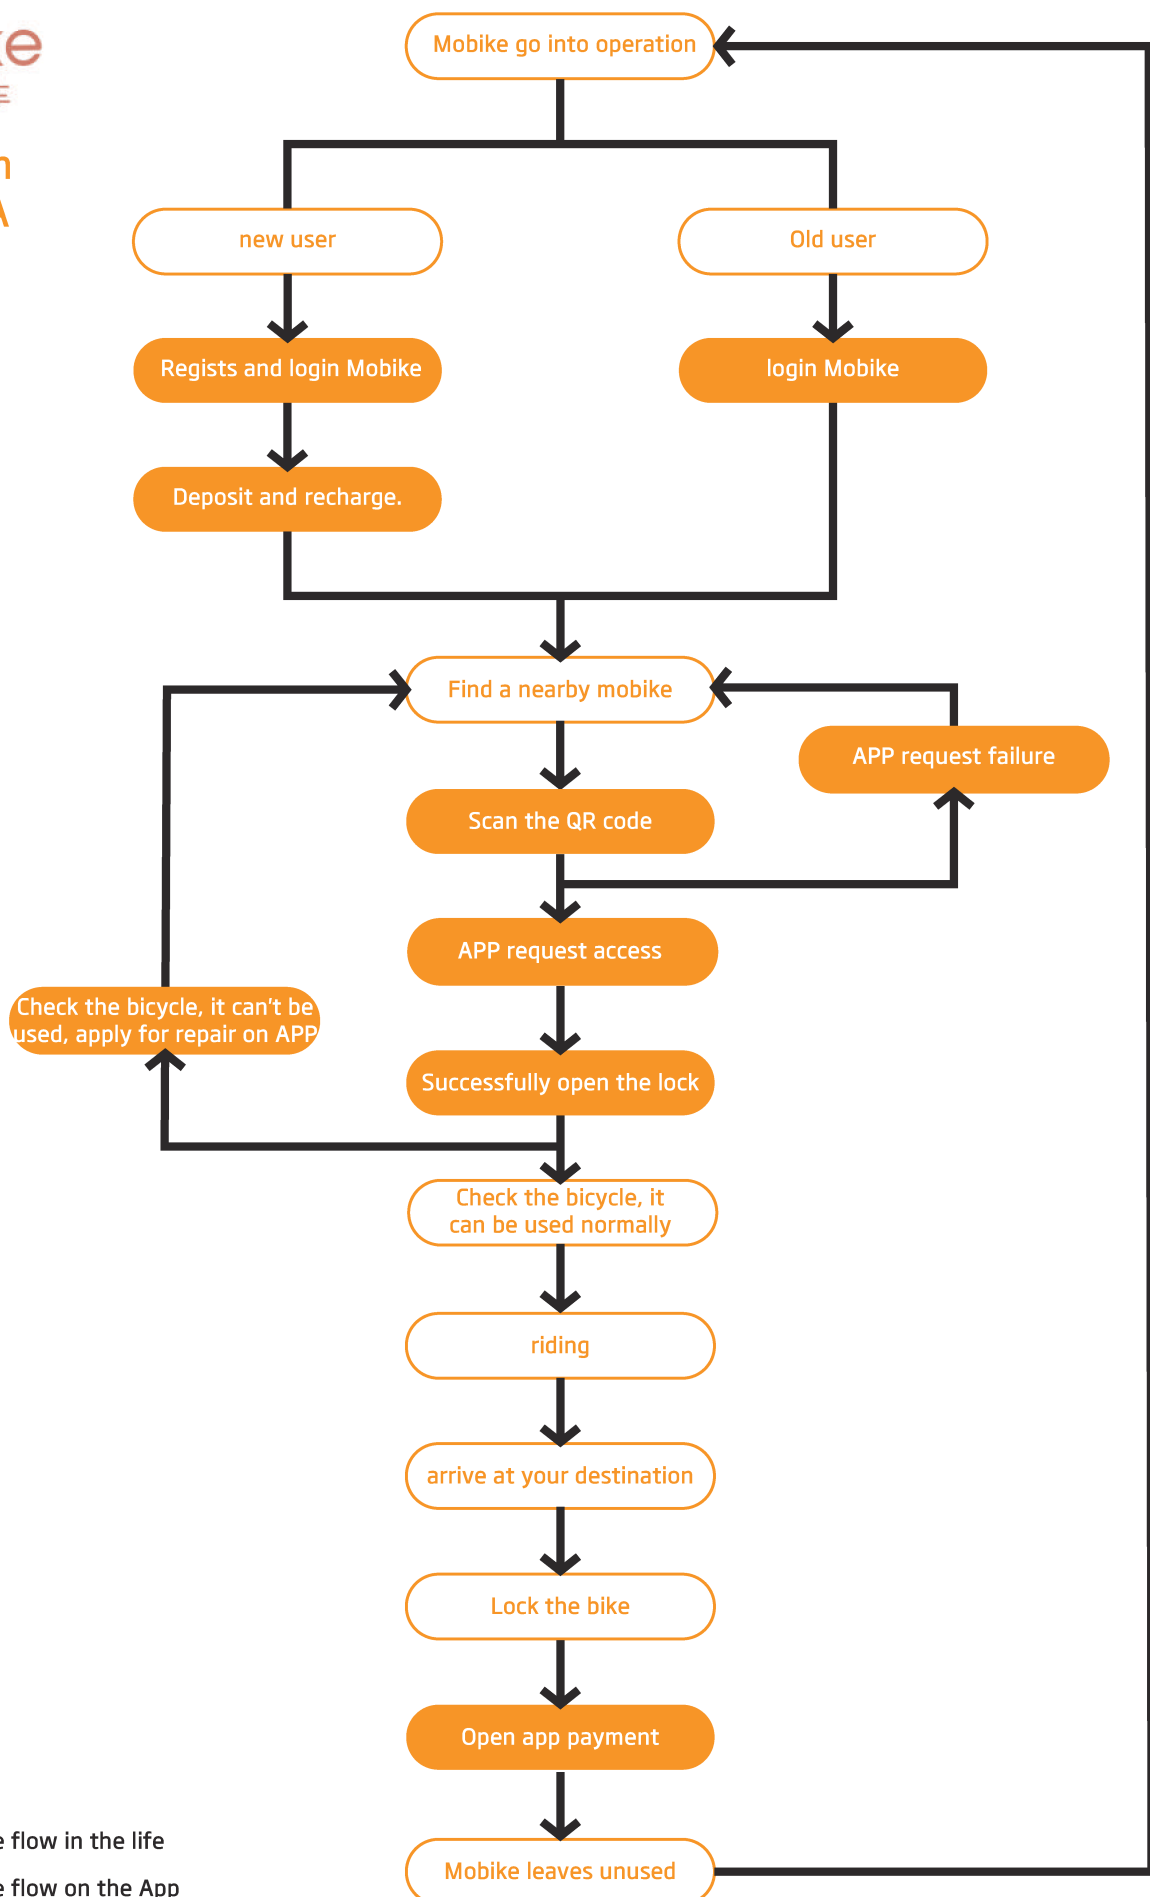 Mobike go into operation
new user
Old user
Regists and login Mobike
login Mobike
Deposit and recharge.
Find a nearby mobike
APP request failure
Scan the QR code
APP request access
Check the bicycle, it can't be
used, apply for repair on APP
Successfully open the lock
Check the bicycle, it
can be used normally
riding
arrive at your destination
Lock the bike
Open app payment
flow in the life
Mobike leaves unused
flow on the App